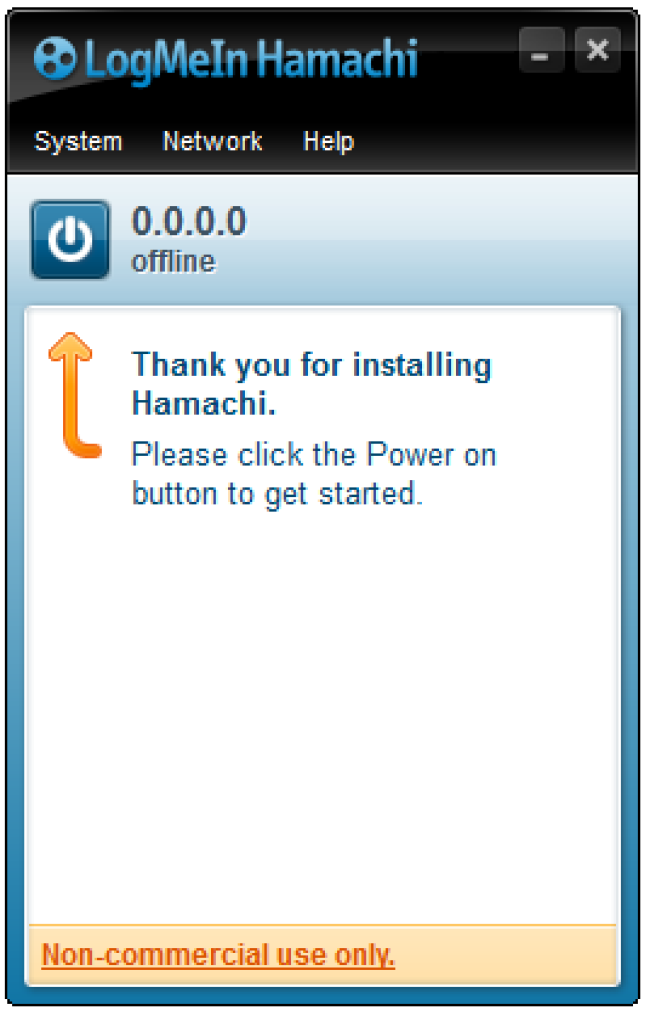 LogMeIn Hamachi
System Network Help
0.0.0.0
offline
Thank you for installing
Hamachi.
Please click the Power on
button to get started.
Non-commercial use only.